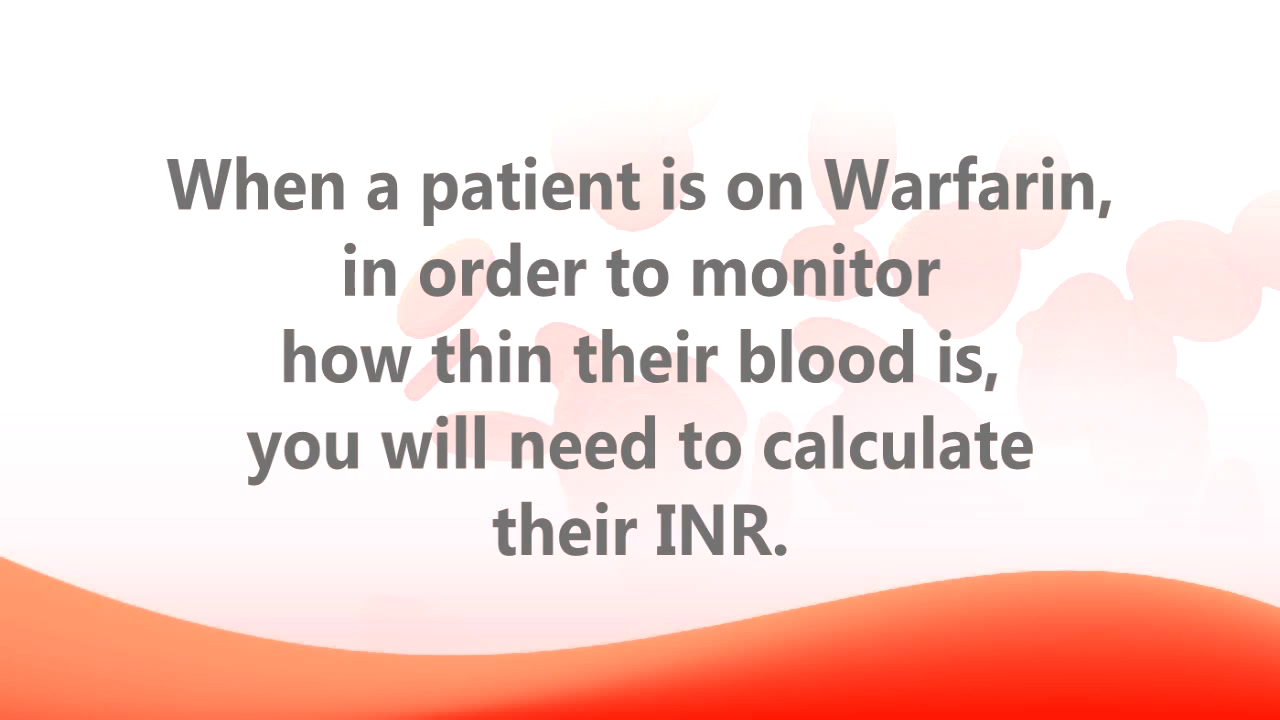 When a patient is on Warfarin,
in order to monitor
how thin their blood is,
you will need to calculate
their INR.